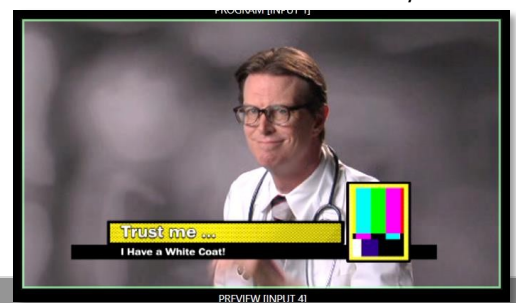 PROGRAM [INPUT 1]
Trust me ...
I Have a White Coat!
PREVIEW [INPUT 4]